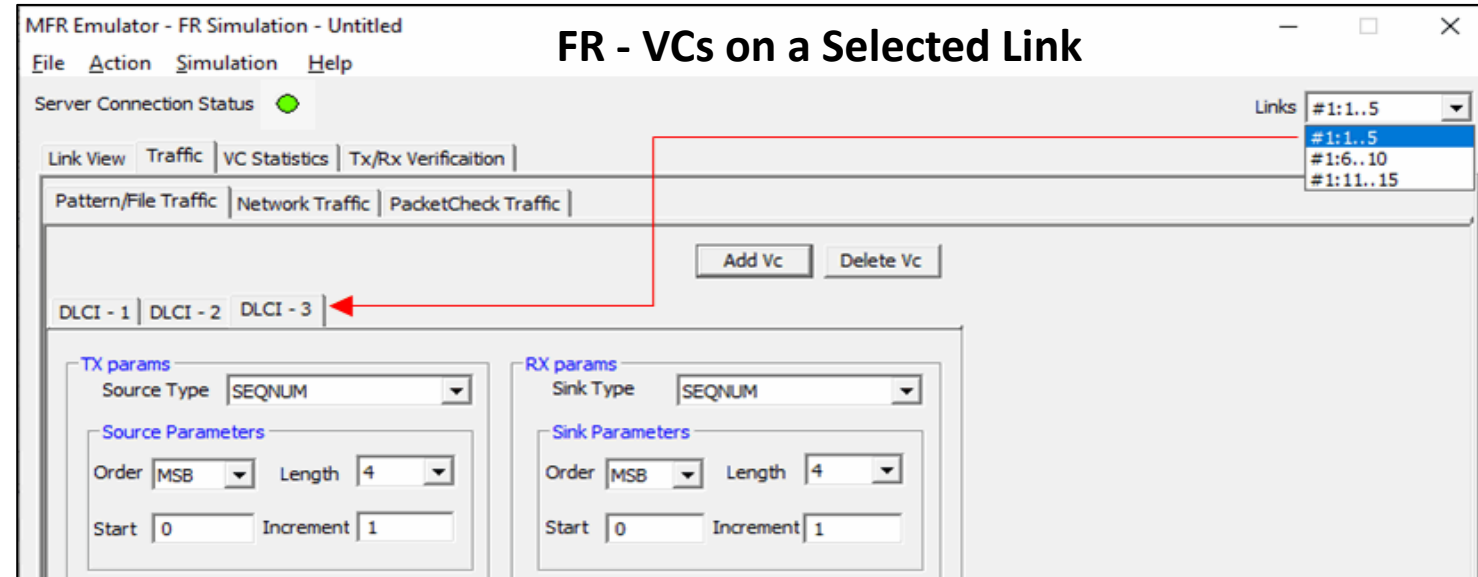 MFR Emulator - FR Simulation - Untitled
FR - VCs on a Selected Link
File Action Simulation Help
Server Connection Status
Links #1:1..5
#1:1..5
#1:6..10
#1:11..15
Link View Traffic VC Statistics Tx/Rx Verificaition
Pattern/File Traffic Network Traffic PacketCheck Traffic
Add Vc Delete Vc
DLCI - 1 DLCI - 2 DLCI - 3
TX params RX params
Source Type SEQNUM Sink Type SEQNUM
Source Parameters Sink Parameters
Order MSB Length 4 Order MSB Length 4
Start 0 Increment 1 Start 0 Increment 1